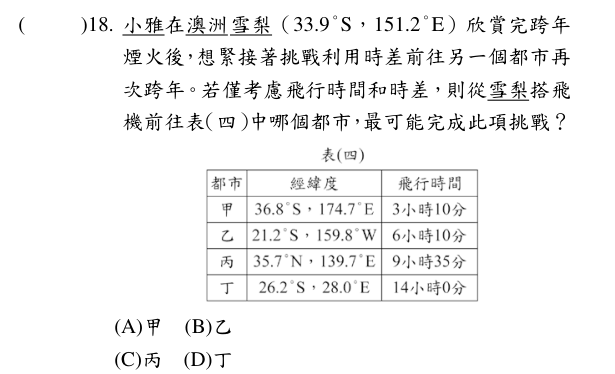 (　　)18. 小雅在澳洲雪梨（33.9°S，151.2°E）欣賞完跨年
煙火後，想緊接著挑戰利用時差前往另一個都市再
次跨年。若僅考慮飛行時間和時差，則從雪梨搭飛
機前往表(四)中哪個都市，最可能完成此項挑戰？
表(四)
都市 經緯度 飛行時間
甲 36.8°S，174.7°E 3小時10分
乙 21.2°S，159.8°W 6小時10分
丙 35.7°N，139.7°E 9小時35分
丁 26.2°S，28.0°E 14小時0分
(A)甲 (B)乙
(C)丙 (D)丁